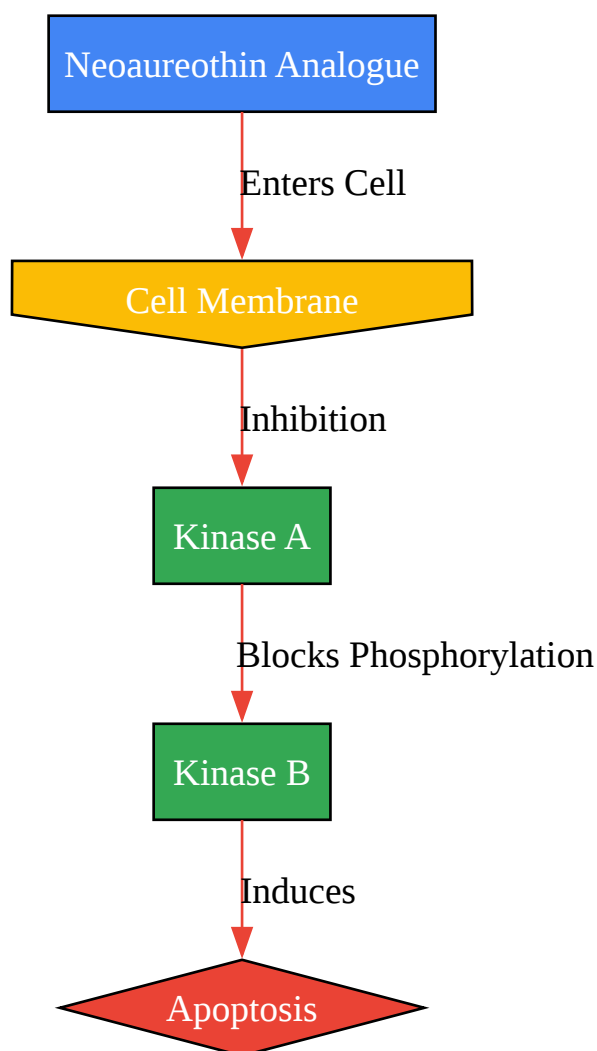 Neoaureothin Analogue
Enters Cell
Cell Membrane
Inhibition
Kinase A
Blocks Phosphorylation
Kinase B
Induces
Apoptosis